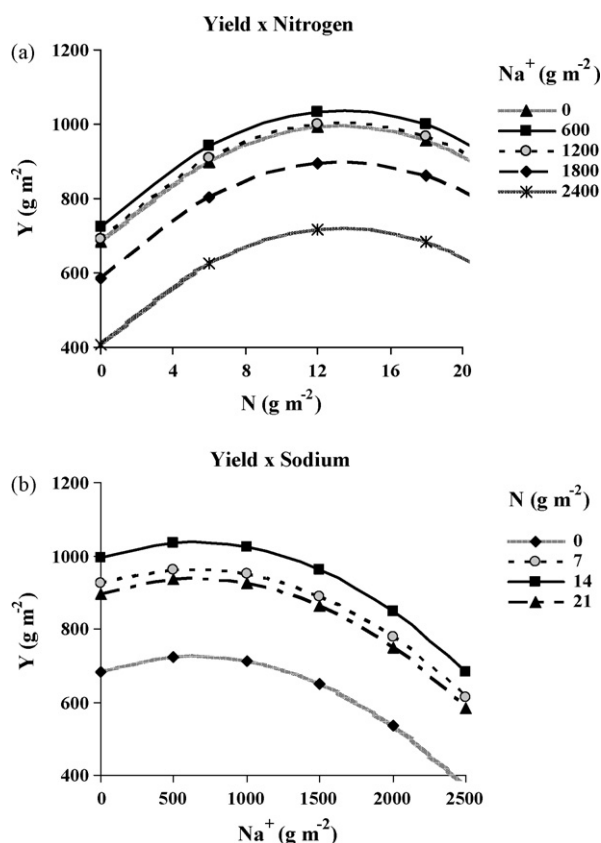 Yield x Nitrogen
(a)
1200
1000
800
600
400
Y (g m⁻²)
0 4 8 12 16 20
N (g m⁻²)
Na⁺ (g m⁻²)
0
600
1200
1800
2400
Yield x Sodium
(b)
1200
1000
800
600
400
Y (g m⁻²)
0 500 1000 1500 2000 2500
Na⁺ (g m⁻²)
N (g m⁻²)
0
7
14
21